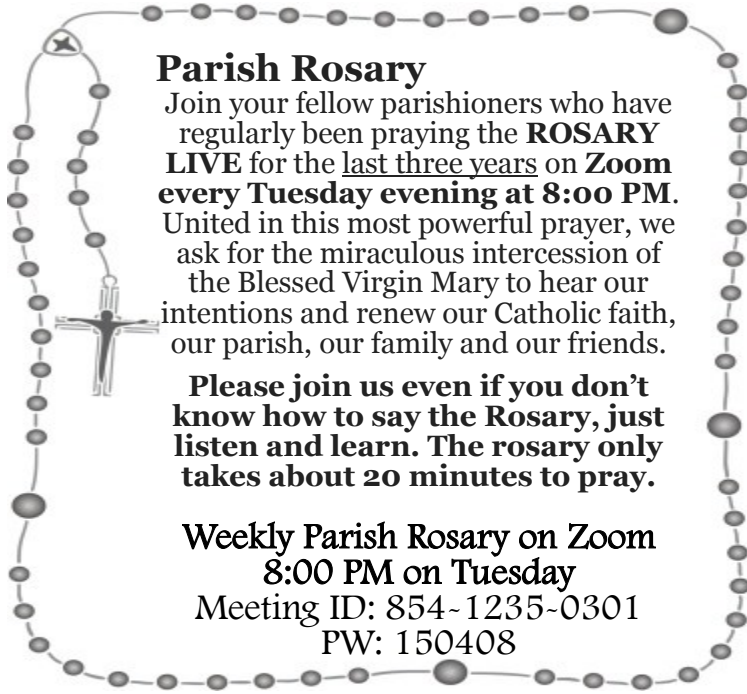 Parish Rosary
Join your fellow parishioners who have
regularly been praying the ROSARY
LIVE for the last three years on Zoom
every Tuesday evening at 8:00 PM.
United in this most powerful prayer, we
ask for the miraculous intercession of
the Blessed Virgin Mary to hear our
intentions and renew our Catholic faith,
our parish, our family and our friends.
Please join us even if you don’t
know how to say the Rosary, just
listen and learn. The rosary only
takes about 20 minutes to pray.
Weekly Parish Rosary on Zoom
8:00 PM on Tuesday
Meeting ID: 854-1235-0301
PW: 150408